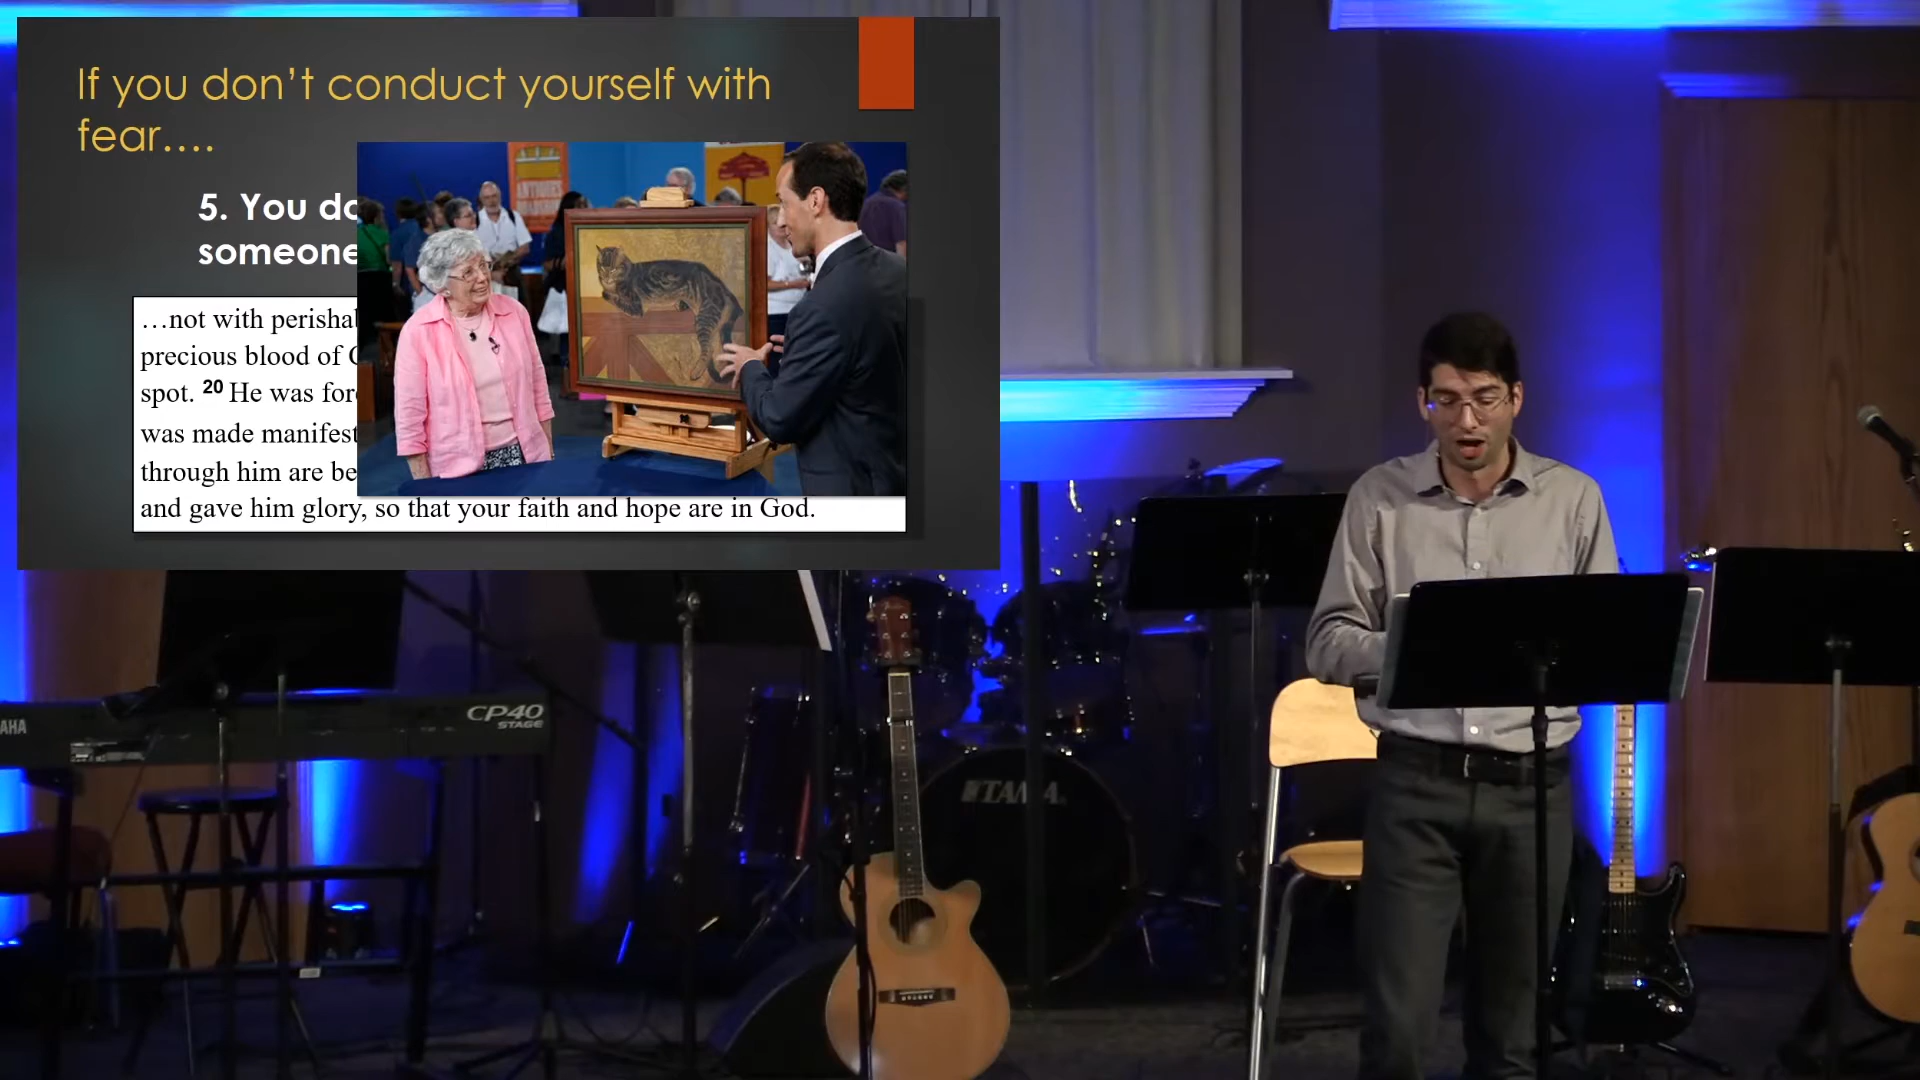 If you don’t conduct yourself with
fear….
5. You do
someone
…not with perishab
precious blood of C
spot. 20 He was fore
was made manifest
through him are be
and gave him glory, so that your faith and hope are in God.
CP40
STAGE
AHA
TAMA